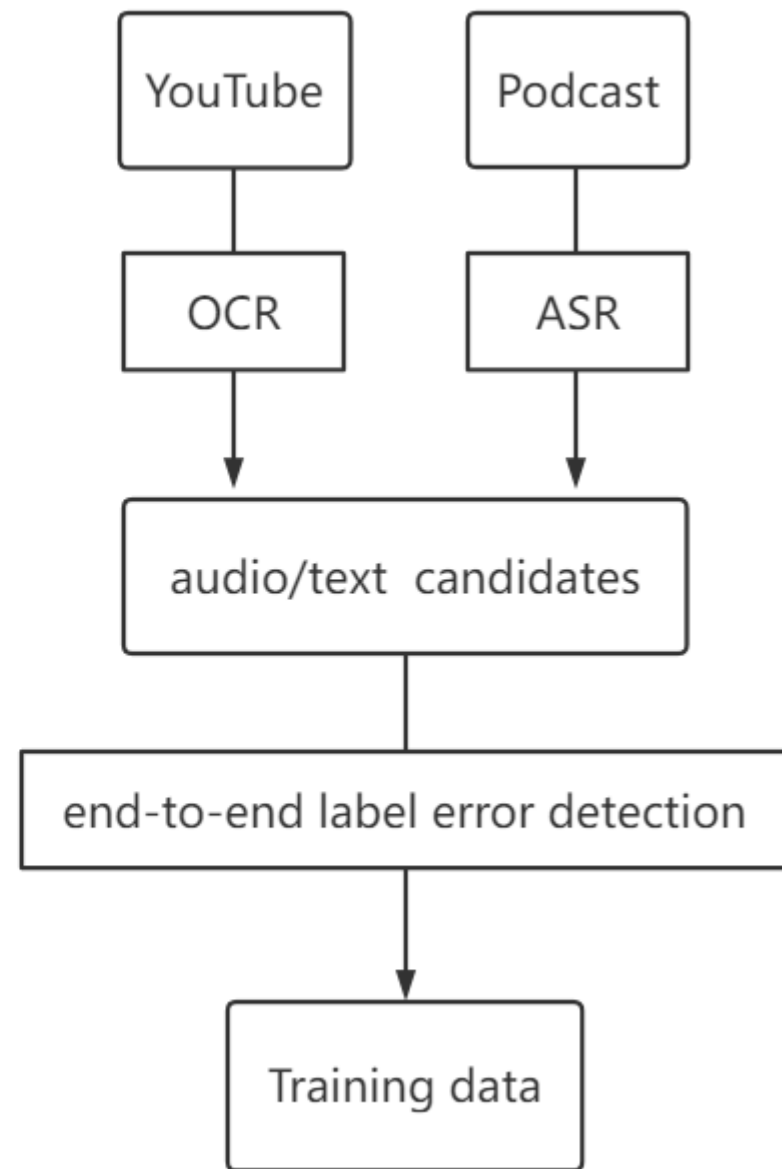 YouTube
Podcast
OCR
ASR
audio/text candidates
end-to-end label error detection
Training data